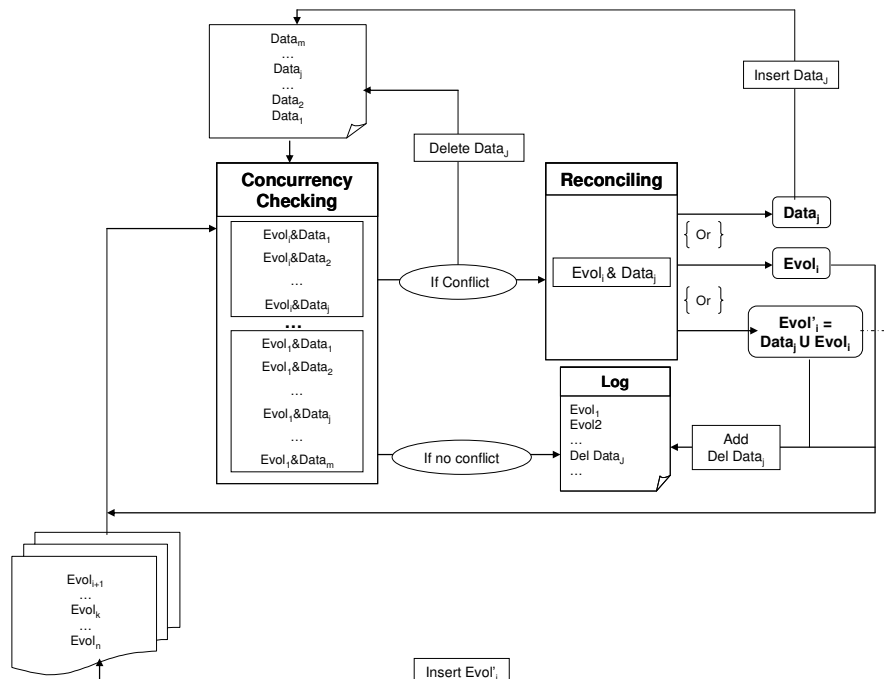 Data_m
...
Data_j
...
Data_2
Data_1
Insert Data_J
Delete Data_J
Concurrency
Checking
Evol_i&Data_1
Evol_i&Data_2
...
Evol_i&Data_j
...
Evol_1&Data_1
Evol_1&Data_2
...
Evol_1&Data_j
...
Evol_1&Data_m
If Conflict
If no conflict
Reconciling
Evol_i & Data_j
{ Or }
{ Or }
Data_j
Evol_i
Evol'_i =
Data_j U Evol_i
Log
Evol_1
Evol2
...
Del Data_J
...
Add
Del Data_j
Evol_i+1
...
Evol_k
...
Evol_n
Insert Evol'_i